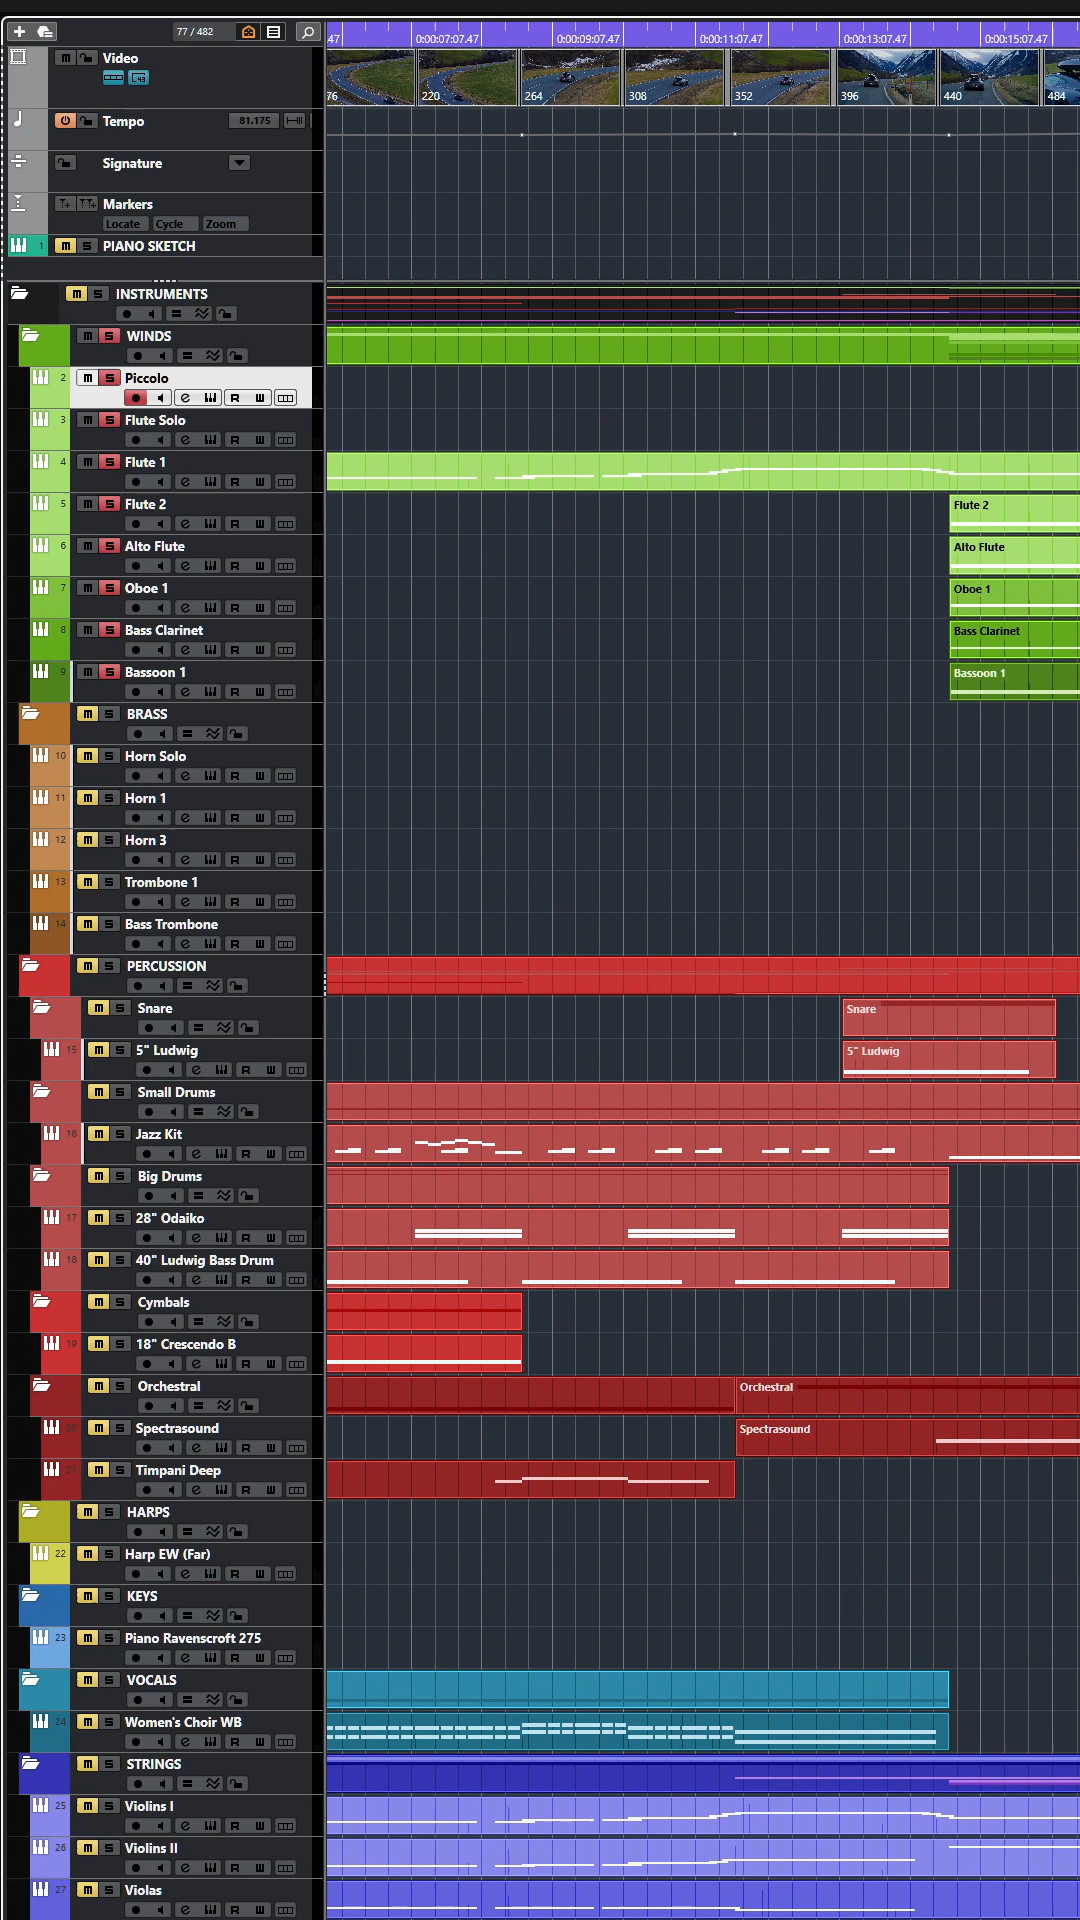 77 / 482
47
0:00:07:07.47
0:00:09:07.47
0:00:11:07.47
0:00:13:07.47
0:00:15:07.47
M Video
76 220 264 308 352 396 440 484
Tempo 81.175
Signature
Markers
Locate Cycle Zoom
1 M S PIANO SKETCH
M S INSTRUMENTS
M S WINDS
2 M S Piccolo
e R W
3 M S Flute Solo
e R W
4 M S Flute 1
e R W
5 M S Flute 2
e R W
Flute 2
6 M S Alto Flute
e R W
Alto Flute
7 M S Oboe 1
e R W
Oboe 1
8 M S Bass Clarinet
e R W
Bass Clarinet
9 M S Bassoon 1
e R W
Bassoon 1
M S BRASS
10 M S Horn Solo
e R W
11 M S Horn 1
e R W
12 M S Horn 3
e R W
13 M S Trombone 1
e R W
14 M S Bass Trombone
e R W
M S PERCUSSION
M S Snare
Snare
15 M S 5" Ludwig
e R W
5" Ludwig
M S Small Drums
16 M S Jazz Kit
e R W
M S Big Drums
17 M S 28" Odaiko
e R W
18 M S 40" Ludwig Bass Drum
e R W
M S Cymbals
19 M S 18" Crescendo B
e R W
M S Orchestral
Orchestral
20 M S Spectrasound
e R W
Spectrasound
21 M S Timpani Deep
e R W
M S HARPS
22 M S Harp EW (Far)
e R W
M S KEYS
23 M S Piano Ravenscroft 275
e R W
M S VOCALS
24 M S Women's Choir WB
e R W
M S STRINGS
25 M S Violins I
e R W
26 M S Violins II
e R W
27 M S Violas
e R W